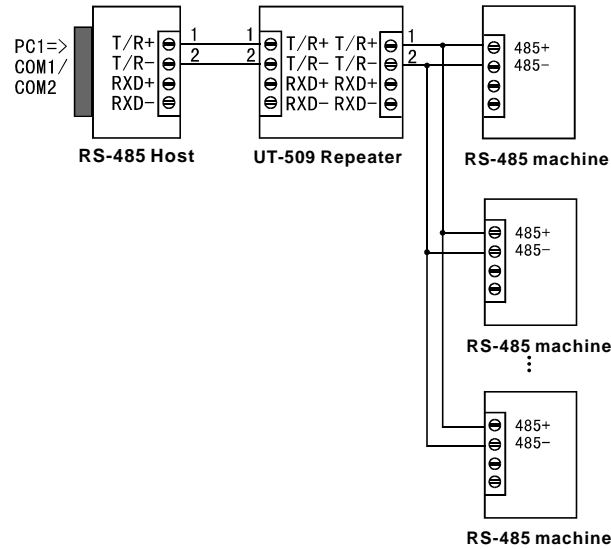 PC1=>
COM1/
COM2
T/R+
T/R-
RXD+
RXD-
1 1
2 2
T/R+ T/R+
T/R- T/R-
RXD+ RXD+
RXD- RXD-
1
2
485+
485-
RS-485 Host
UT-509 Repeater
RS-485 machine
485+
485-
RS-485 machine
485+
485-
RS-485 machine